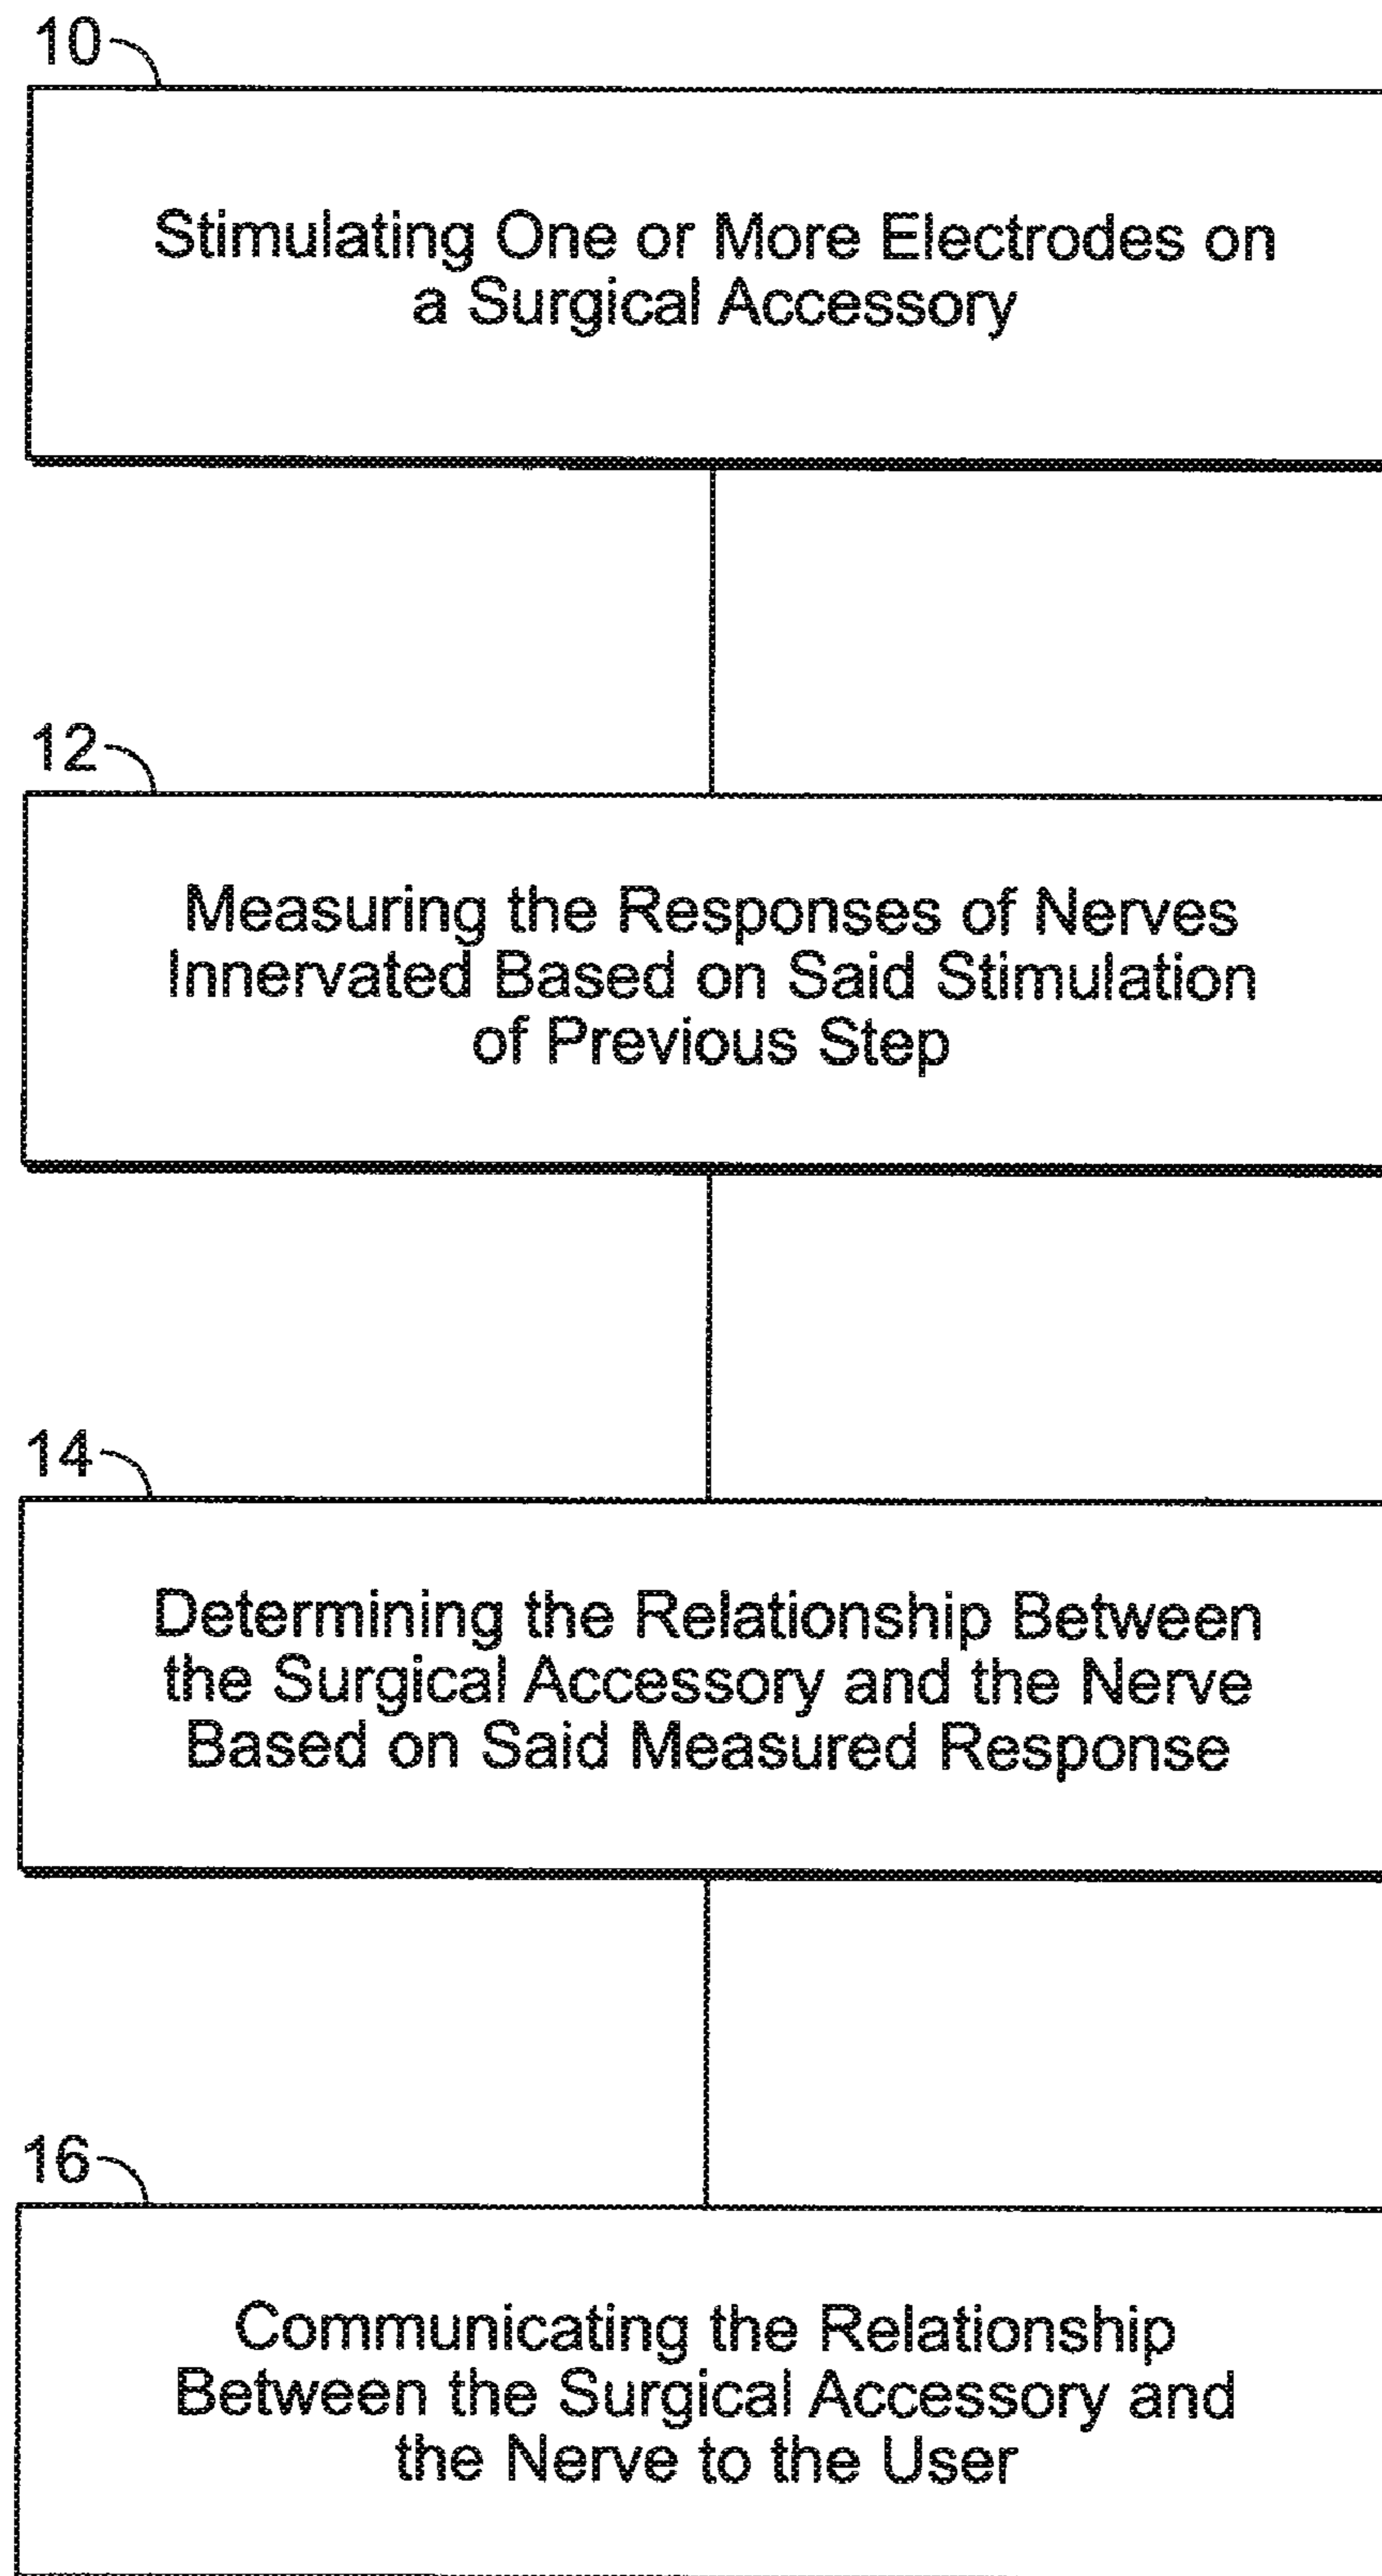 10
Stimulating One or More Electrodes on
a Surgical Accessory
12
Measuring the Responses of Nerves
Innervated Based on Said Stimulation
of Previous Step
14
Determining the Relationship Between
the Surgical Accessory and the Nerve
Based on Said Measured Response
16
Communicating the Relationship
Between the Surgical Accessory and
the Nerve to the User